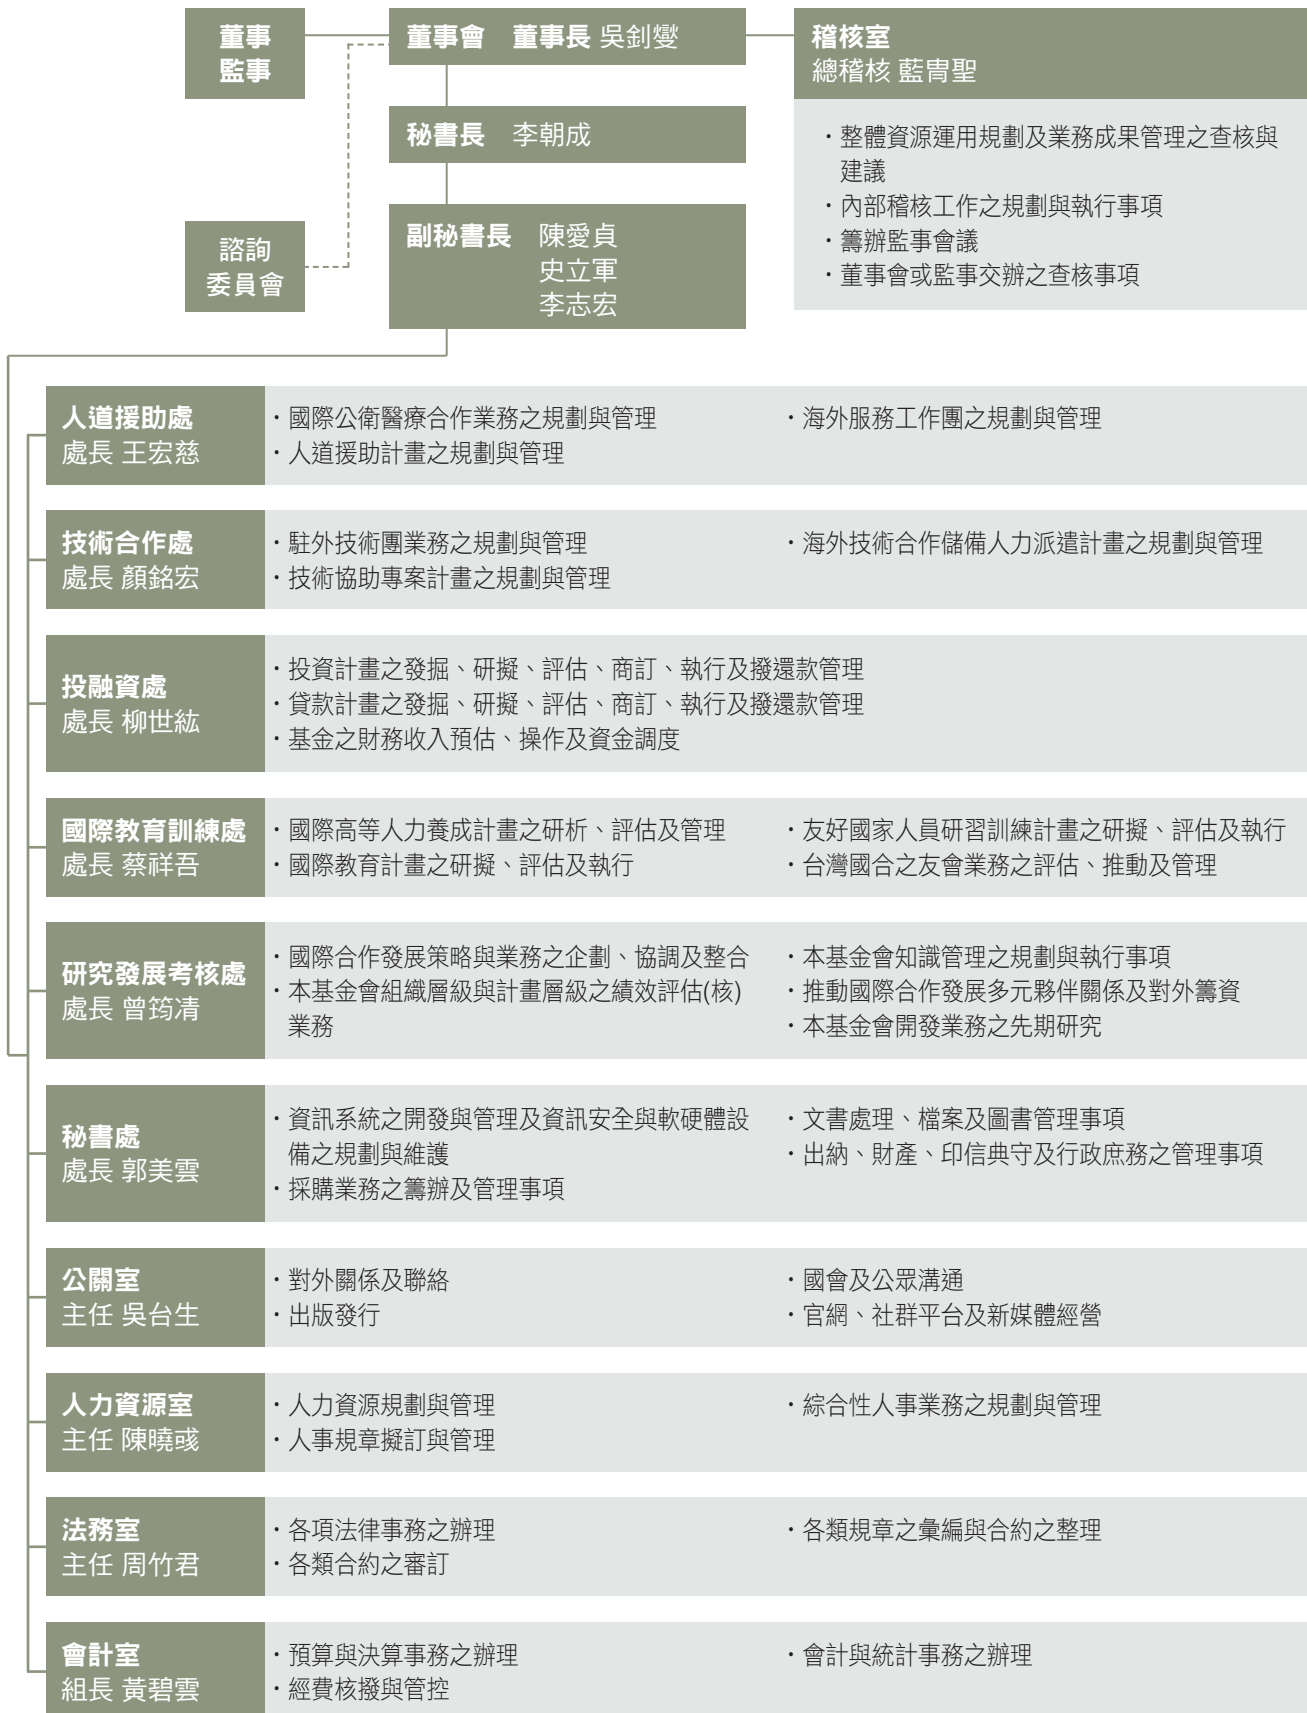 董事
監事
董事會　董事長 吳釗燮
稽核室
總稽核 藍冑聖
・整體資源運用規劃及業務成果管理之查核與
建議
・內部稽核工作之規劃與執行事項
・籌辦監事會議
・董事會或監事交辦之查核事項
秘書長　李朝成
副秘書長　陳愛貞
史立軍
李志宏
諮詢
委員會
人道援助處
處長 王宏慈
・國際公衛醫療合作業務之規劃與管理
・人道援助計畫之規劃與管理
・海外服務工作團之規劃與管理
技術合作處
處長 顏銘宏
・駐外技術團業務之規劃與管理
・技術協助專案計畫之規劃與管理
・海外技術合作儲備人力派遣計畫之規劃與管理
投融資處
處長 柳世紘
・投資計畫之發掘、研擬、評估、商訂、執行及撥還款管理
・貸款計畫之發掘、研擬、評估、商訂、執行及撥還款管理
・基金之財務收入預估、操作及資金調度
國際教育訓練處
處長 蔡祥吾
・國際高等人力養成計畫之研析、評估及管理
・國際教育計畫之研擬、評估及執行
・友好國家人員研習訓練計畫之研擬、評估及執行
・台灣國合之友會業務之評估、推動及管理
研究發展考核處
處長 曾筠凊
・國際合作發展策略與業務之企劃、協調及整合
・本基金會組織層級與計畫層級之績效評估(核)
業務
・本基金會知識管理之規劃與執行事項
・推動國際合作發展多元夥伴關係及對外籌資
・本基金會開發業務之先期研究
秘書處
處長 郭美雲
・資訊系統之開發與管理及資訊安全與軟硬體設
備之規劃與維護
・採購業務之籌辦及管理事項
・文書處理、檔案及圖書管理事項
・出納、財產、印信典守及行政庶務之管理事項
公關室
主任 吳台生
・對外關係及聯絡
・出版發行
・國會及公眾溝通
・官網、社群平台及新媒體經營
人力資源室
主任 陳曉彧
・人力資源規劃與管理
・人事規章擬訂與管理
・綜合性人事業務之規劃與管理
法務室
主任 周竹君
・各項法律事務之辦理
・各類合約之審訂
・各類規章之彙編與合約之整理
會計室
組長 黃碧雲
・預算與決算事務之辦理
・經費核撥與管控
・會計與統計事務之辦理